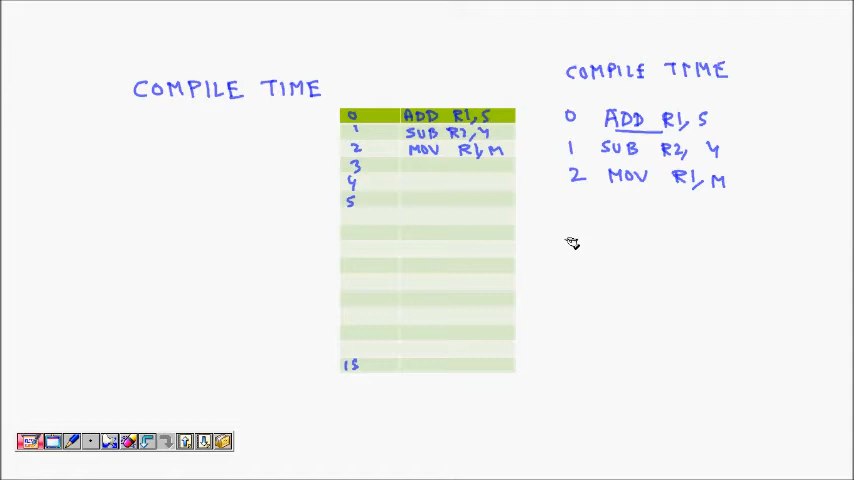 COMPILE TIME
0 ADD R1, 5
1 SUB R2, 4
2 MOV R1, M
3
4
5
15
COMPILE TIME
0 ADD R1, 5
1 SUB R2, 4
2 MOV R1, M